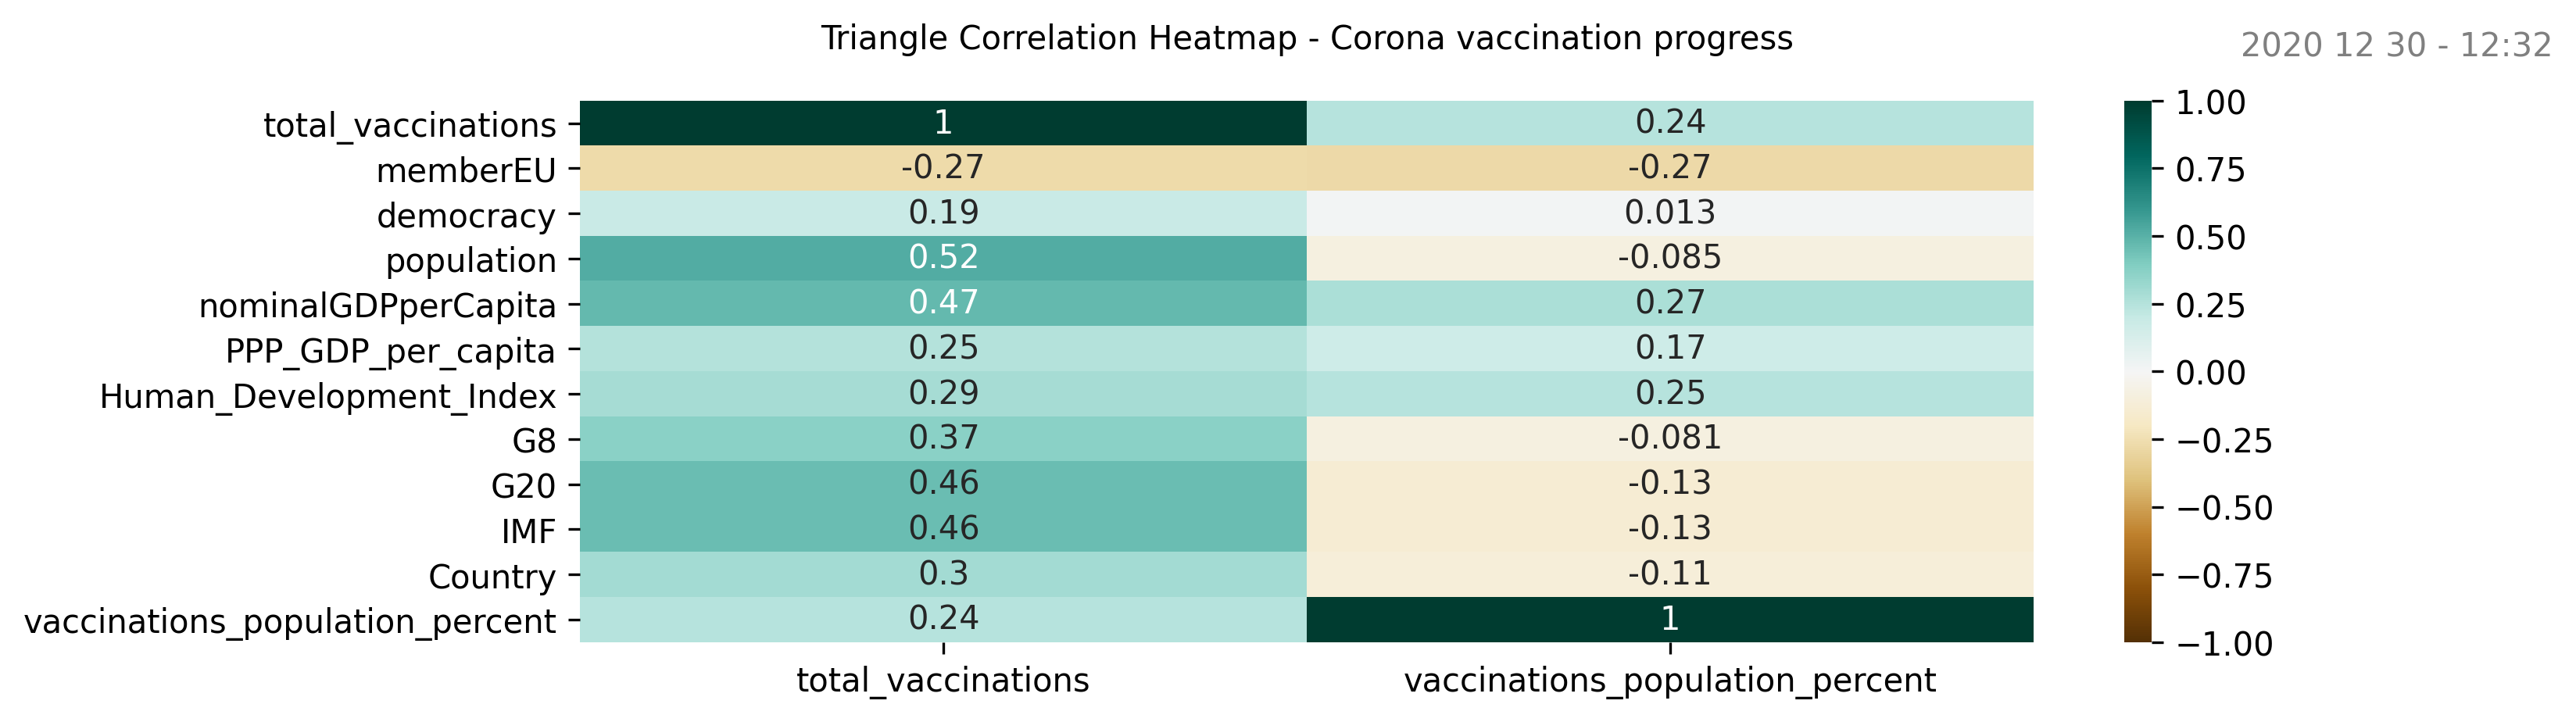 Triangle Correlation Heatmap - Corona vaccination progress
2020 12 30 - 12:32
total_vaccinations 1 0.24
memberEU -0.27 -0.27
democracy 0.19 0.013
population 0.52 -0.085
nominalGDPperCapita 0.47 0.27
PPP_GDP_per_capita 0.25 0.17
Human_Development_Index 0.29 0.25
G8 0.37 -0.081
G20 0.46 -0.13
IMF 0.46 -0.13
Country 0.3 -0.11
vaccinations_population_percent 0.24 1
total_vaccinations vaccinations_population_percent
1.00
0.75
0.50
0.25
0.00
−0.25
−0.50
−0.75
−1.00